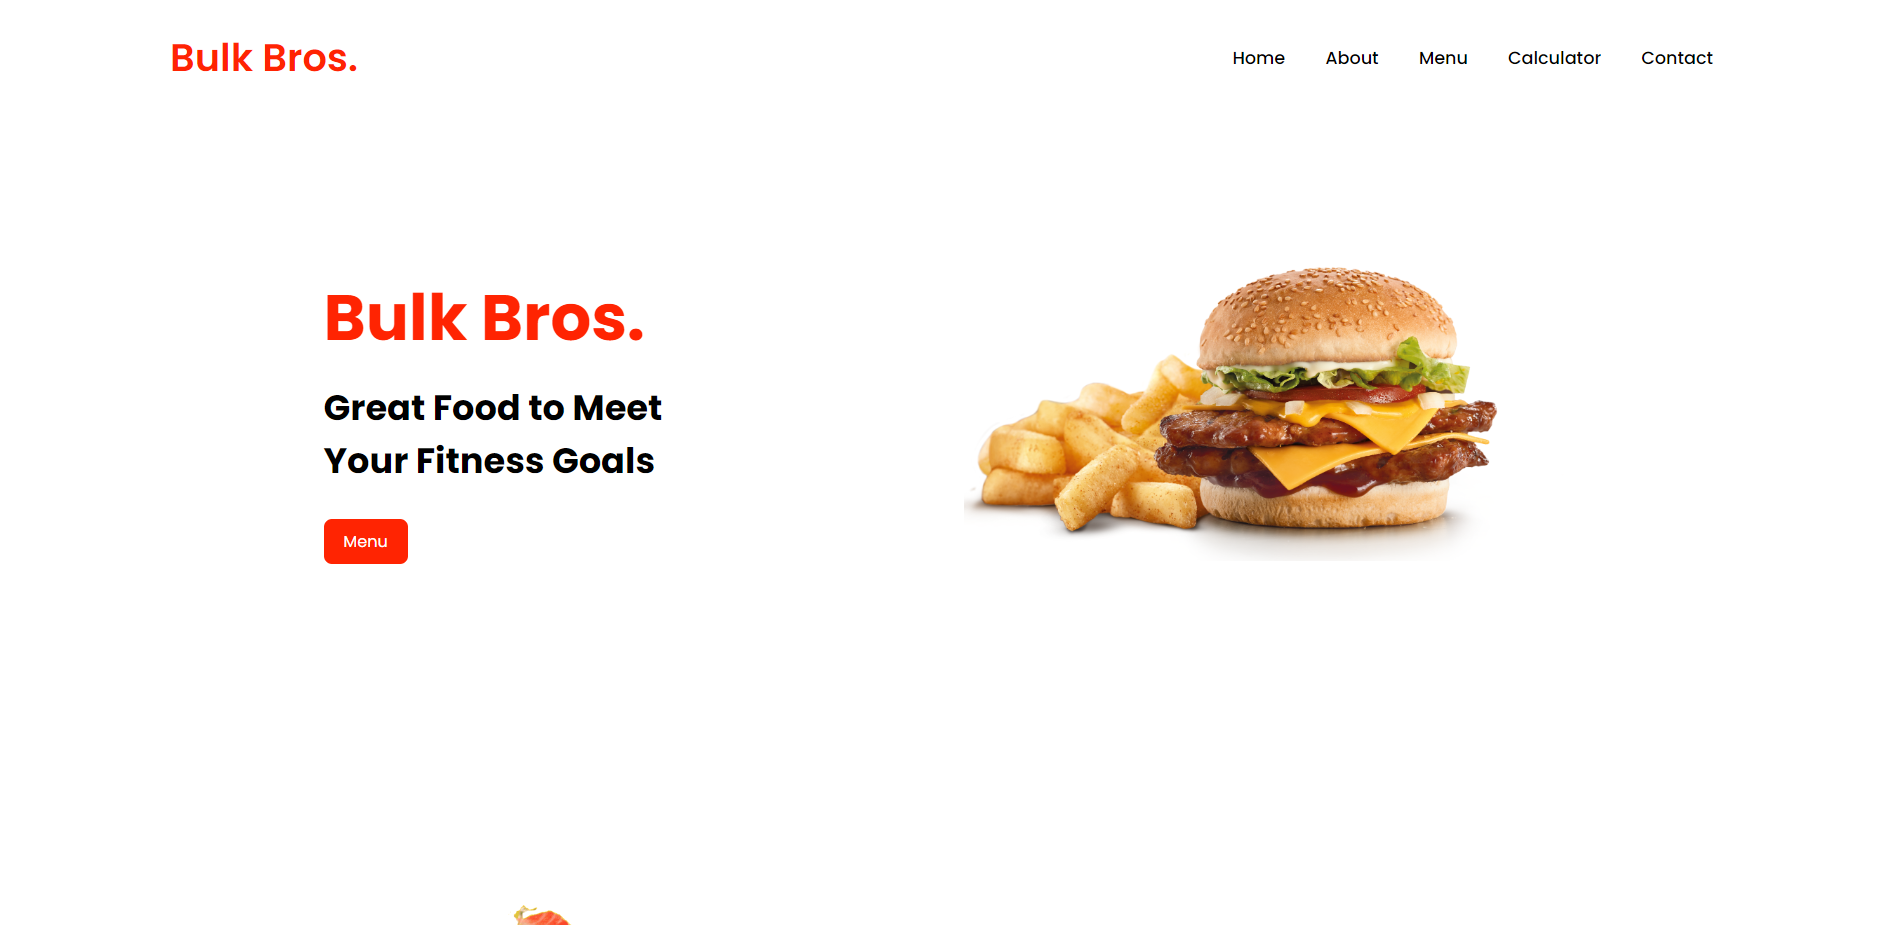 Bulk Bros.
Home About Menu Calculator Contact
Bulk Bros.
Great Food to Meet
Your Fitness Goals
Menu